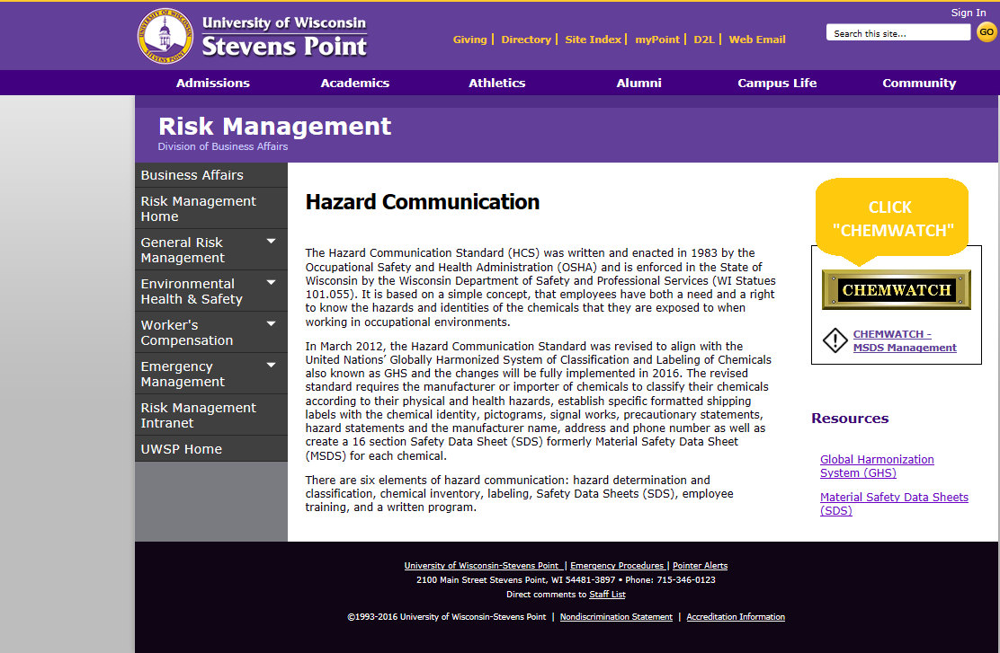 Sign In
University of Wisconsin
Stevens Point
Giving | Directory | Site Index | myPoint | D2L | Web Email
Search this site...
GO
Admissions Academics Athletics Alumni Campus Life Community
Risk Management
Division of Business Affairs
Business Affairs
Risk Management
Home
General Risk
Management
Environmental
Health & Safety
Worker's
Compensation
Emergency
Management
Risk Management
Intranet
UWSP Home
Hazard Communication
The Hazard Communication Standard (HCS) was written and enacted in 1983 by the
Occupational Safety and Health Administration (OSHA) and is enforced in the State of
Wisconsin by the Wisconsin Department of Safety and Professional Services (WI Statues
101.055). It is based on a simple concept, that employees have both a need and a right
to know the hazards and identities of the chemicals that they are exposed to when
working in occupational environments.
In March 2012, the Hazard Communication Standard was revised to align with the
United Nations' Globally Harmonized System of Classification and Labeling of Chemicals
also known as GHS and the changes will be fully implemented in 2016. The revised
standard requires the manufacturer or importer of chemicals to classify their chemicals
according to their physical and health hazards, establish specific formatted shipping
labels with the chemical identity, pictograms, signal works, precautionary statements,
hazard statements and the manufacturer name, address and phone number as well as
create a 16 section Safety Data Sheet (SDS) formerly Material Safety Data Sheet
(MSDS) for each chemical.
There are six elements of hazard communication: hazard determination and
classification, chemical inventory, labeling, Safety Data Sheets (SDS), employee
training, and a written program.
CLICK
"CHEMWATCH"
CHEMWATCH
CHEMWATCH -
MSDS Management
Resources
Global Harmonization
System (GHS)
Material Safety Data Sheets
(SDS)
University of Wisconsin-Stevens Point | Emergency Procedures | Pointer Alerts
2100 Main Street Stevens Point, WI 54481-3897 • Phone: 715-346-0123
Direct comments to Staff List
©1993-2016 University of Wisconsin-Stevens Point | Nondiscrimination Statement | Accreditation Information